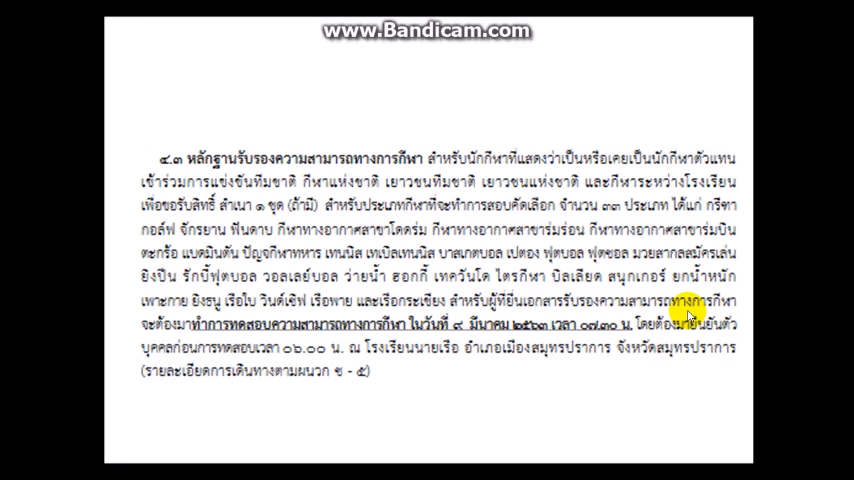 www.Bandicam.com
๔.๓ หลักฐานรับรองความสามารถทางการกีฬา สำหรับนักกีฬาที่แสดงว่าเป็นหรือเคยเป็นนักกีฬาตัวแทน
เข้าร่วมการแข่งขันทีมชาติ กีฬาแห่งชาติ เยาวชนทีมชาติ เยาวชนแห่งชาติ และกีฬาระหว่างโรงเรียน
เพื่อขอรับสิทธิ์ สำเนา ๑ ชุด (ถ้ามี) สำหรับประเภทกีฬาที่จะทำการสอบคัดเลือก จำนวน ๓๓ ประเภท ได้แก่ กรีฑา
กอล์ฟ จักรยาน ฟันดาบ กีฬาทางอากาศสาขาโดดร่ม กีฬาทางอากาศสาขาร่มร่อน กีฬาทางอากาศสาขาร่มบิน
ตะกร้อ แบดมินตัน ปัญจกีฬาทหาร เทนนิส เทเบิลเทนนิส บาสเกตบอล เปตอง ฟุตบอล ฟุตซอล มวยสากลสมัครเล่น
ยิงปืน รักบี้ฟุตบอล วอลเลย์บอล ว่ายน้ำ ฮอกกี้ เทควันโด ไตรกีฬา บิลเลียด สนุกเกอร์ ยกน้ำหนัก
เพาะกาย ยิงธนู เรือใบ วินด์เซิฟ เรือพาย และเรือกระเชียง สำหรับผู้ที่ยื่นเอกสารรับรองความสามารถทางการกีฬา
จะต้องมาทำการทดสอบความสามารถทางการกีฬา ในวันที่ ๙ มีนาคม ๒๕๖๓ เวลา ๐๗.๓๐ น. โดยต้องมายืนยันตัว
บุคคลก่อนการทดสอบเวลา ๐๖.๐๐ น. ณ โรงเรียนนายเรือ อำเภอเมืองสมุทรปราการ จังหวัดสมุทรปราการ
(รายละเอียดการเดินทางตามผนวก ช - ๕)